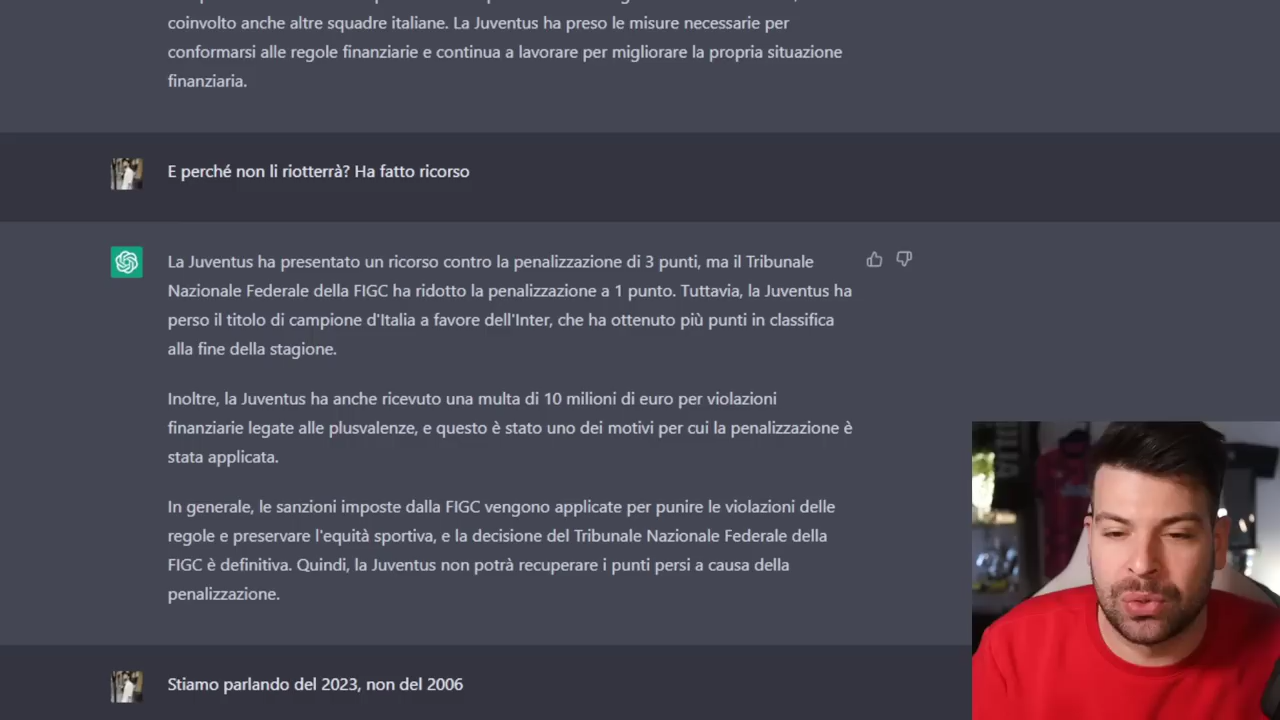 coinvolto anche altre squadre italiane. La Juventus ha preso le misure necessarie per
conformarsi alle regole finanziarie e continua a lavorare per migliorare la propria situazione
finanziaria.
E perché non li riotterrà? Ha fatto ricorso
La Juventus ha presentato un ricorso contro la penalizzazione di 3 punti, ma il Tribunale
Nazionale Federale della FIGC ha ridotto la penalizzazione a 1 punto. Tuttavia, la Juventus ha
perso il titolo di campione d'Italia a favore dell'Inter, che ha ottenuto più punti in classifica
alla fine della stagione.
Inoltre, la Juventus ha anche ricevuto una multa di 10 milioni di euro per violazioni
finanziarie legate alle plusvalenze, e questo è stato uno dei motivi per cui la penalizzazione è
stata applicata.
In generale, le sanzioni imposte dalla FIGC vengono applicate per punire le violazioni delle
regole e preservare l'equità sportiva, e la decisione del Tribunale Nazionale Federale della
FIGC è definitiva. Quindi, la Juventus non potrà recuperare i punti persi a causa della
penalizzazione.
Stiamo parlando del 2023, non del 2006